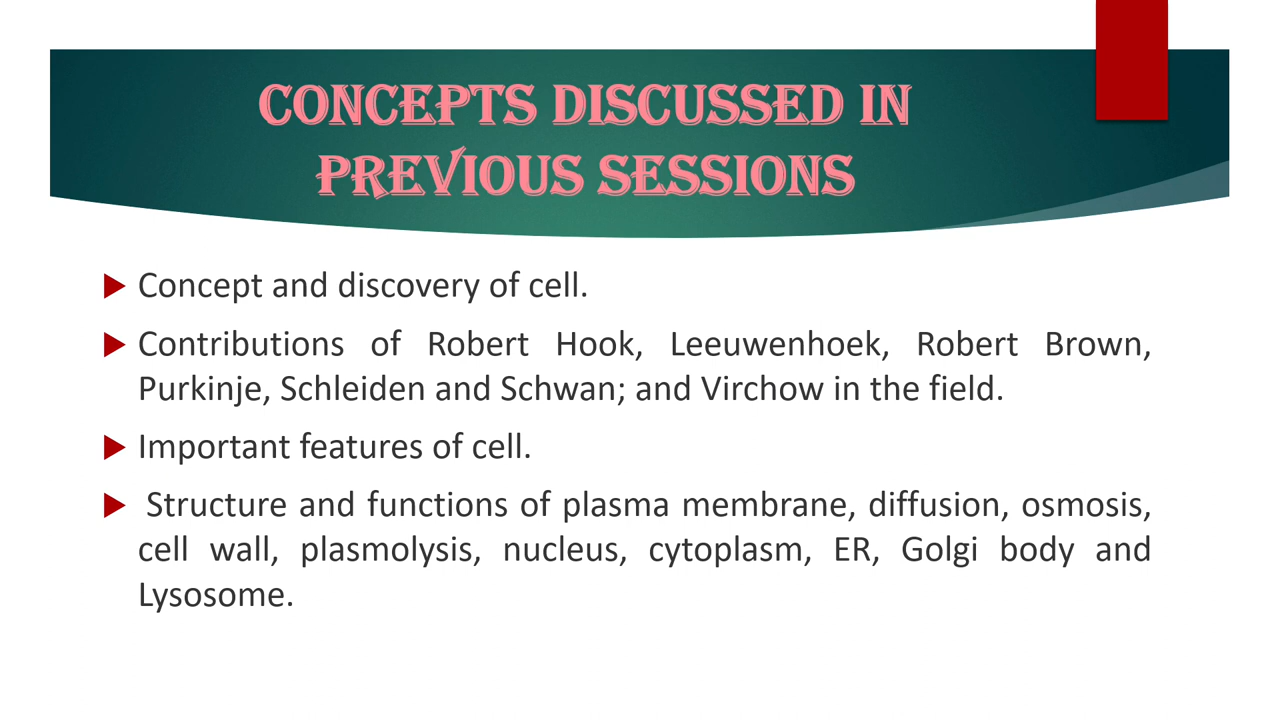 CONCEPTS DISCUSSED IN
PREVIOUS SESSIONS
Concept and discovery of cell.
Contributions of Robert Hook, Leeuwenhoek, Robert Brown,
Purkinje, Schleiden and Schwan; and Virchow in the field.
Important features of cell.
Structure and functions of plasma membrane, diffusion, osmosis,
cell wall, plasmolysis, nucleus, cytoplasm, ER, Golgi body and
Lysosome.